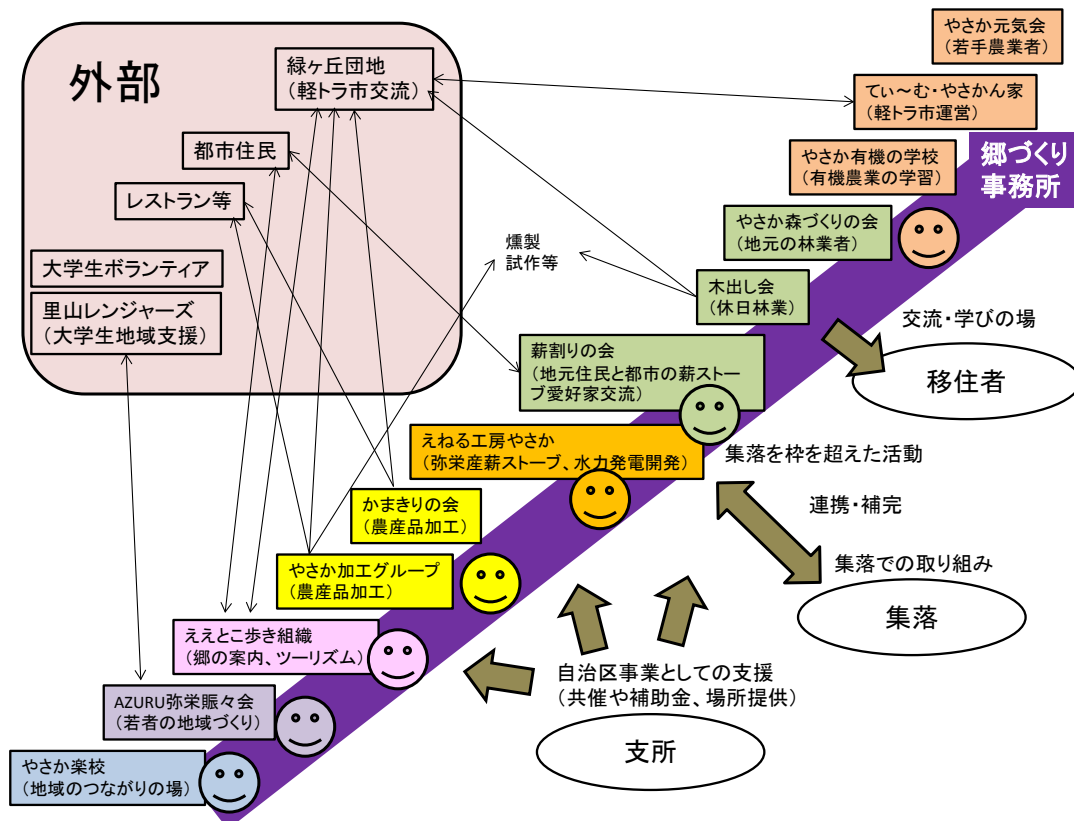 外部
緑ヶ丘団地
（軽トラ市交流）
都市住民
レストラン等
大学生ボランティア
里山レンジャーズ
（大学生地域支援）
やさか元気会
（若手農業者）
てぃ～む・やさかん家
（軽トラ市運営）
やさか有機の学校
（有機農業の学習）
郷づくり
事務所
やさか森づくりの会
（地元の林業者）
燻製
試作等
木出し会
（休日林業）
薪割りの会
（地元住民と都市の薪ストー
ブ愛好家交流）
えねる工房やさか
（弥栄産薪ストーブ、水力発電開発）
かまきりの会
（農産品加工）
やさか加工グループ
（農産品加工）
ええとこ歩き組織
（郷の案内、ツーリズム）
AZURU弥栄賑々会
（若者の地域づくり）
やさか楽校
（地域のつながりの場）
交流・学びの場
移住者
集落を枠を超えた活動
連携・補完
集落での取り組み
集落
自治区事業としての支援
（共催や補助金、場所提供）
支所